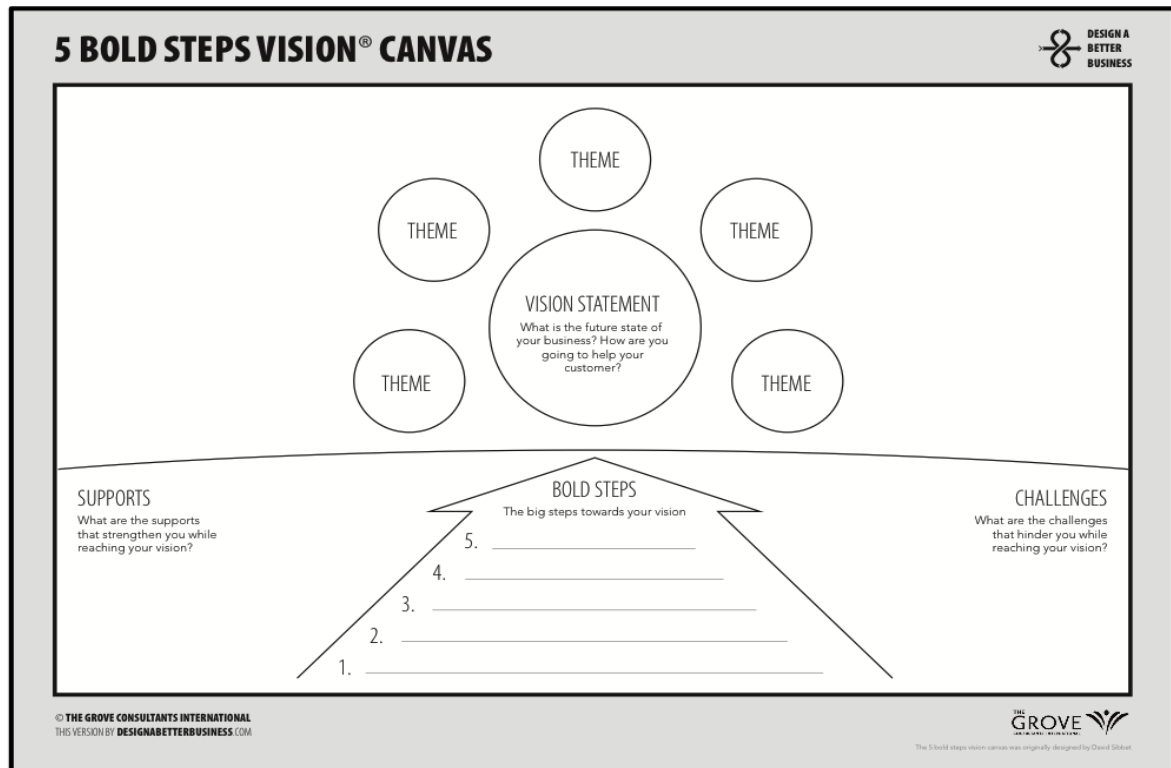 5 BOLD STEPS VISION® CANVAS
DESIGN A
BETTER
BUSINESS
THEME
THEME
THEME
VISION STATEMENT
What is the future state of
your business? How are you
going to help your
customer?
THEME
THEME
SUPPORTS
What are the supports
that strengthen you while
reaching your vision?
BOLD STEPS
The big steps towards your vision
5.
4.
3.
2.
1.
CHALLENGES
What are the challenges
that hinder you while
reaching your vision?
© THE GROVE CONSULTANTS INTERNATIONAL
THIS VERSION BY DESIGNABETTERBUSINESS.COM
THE
GROVE
CONSULTANTS INTERNATIONAL
The 5 bold steps vision canvas was originally designed by David Sibbet